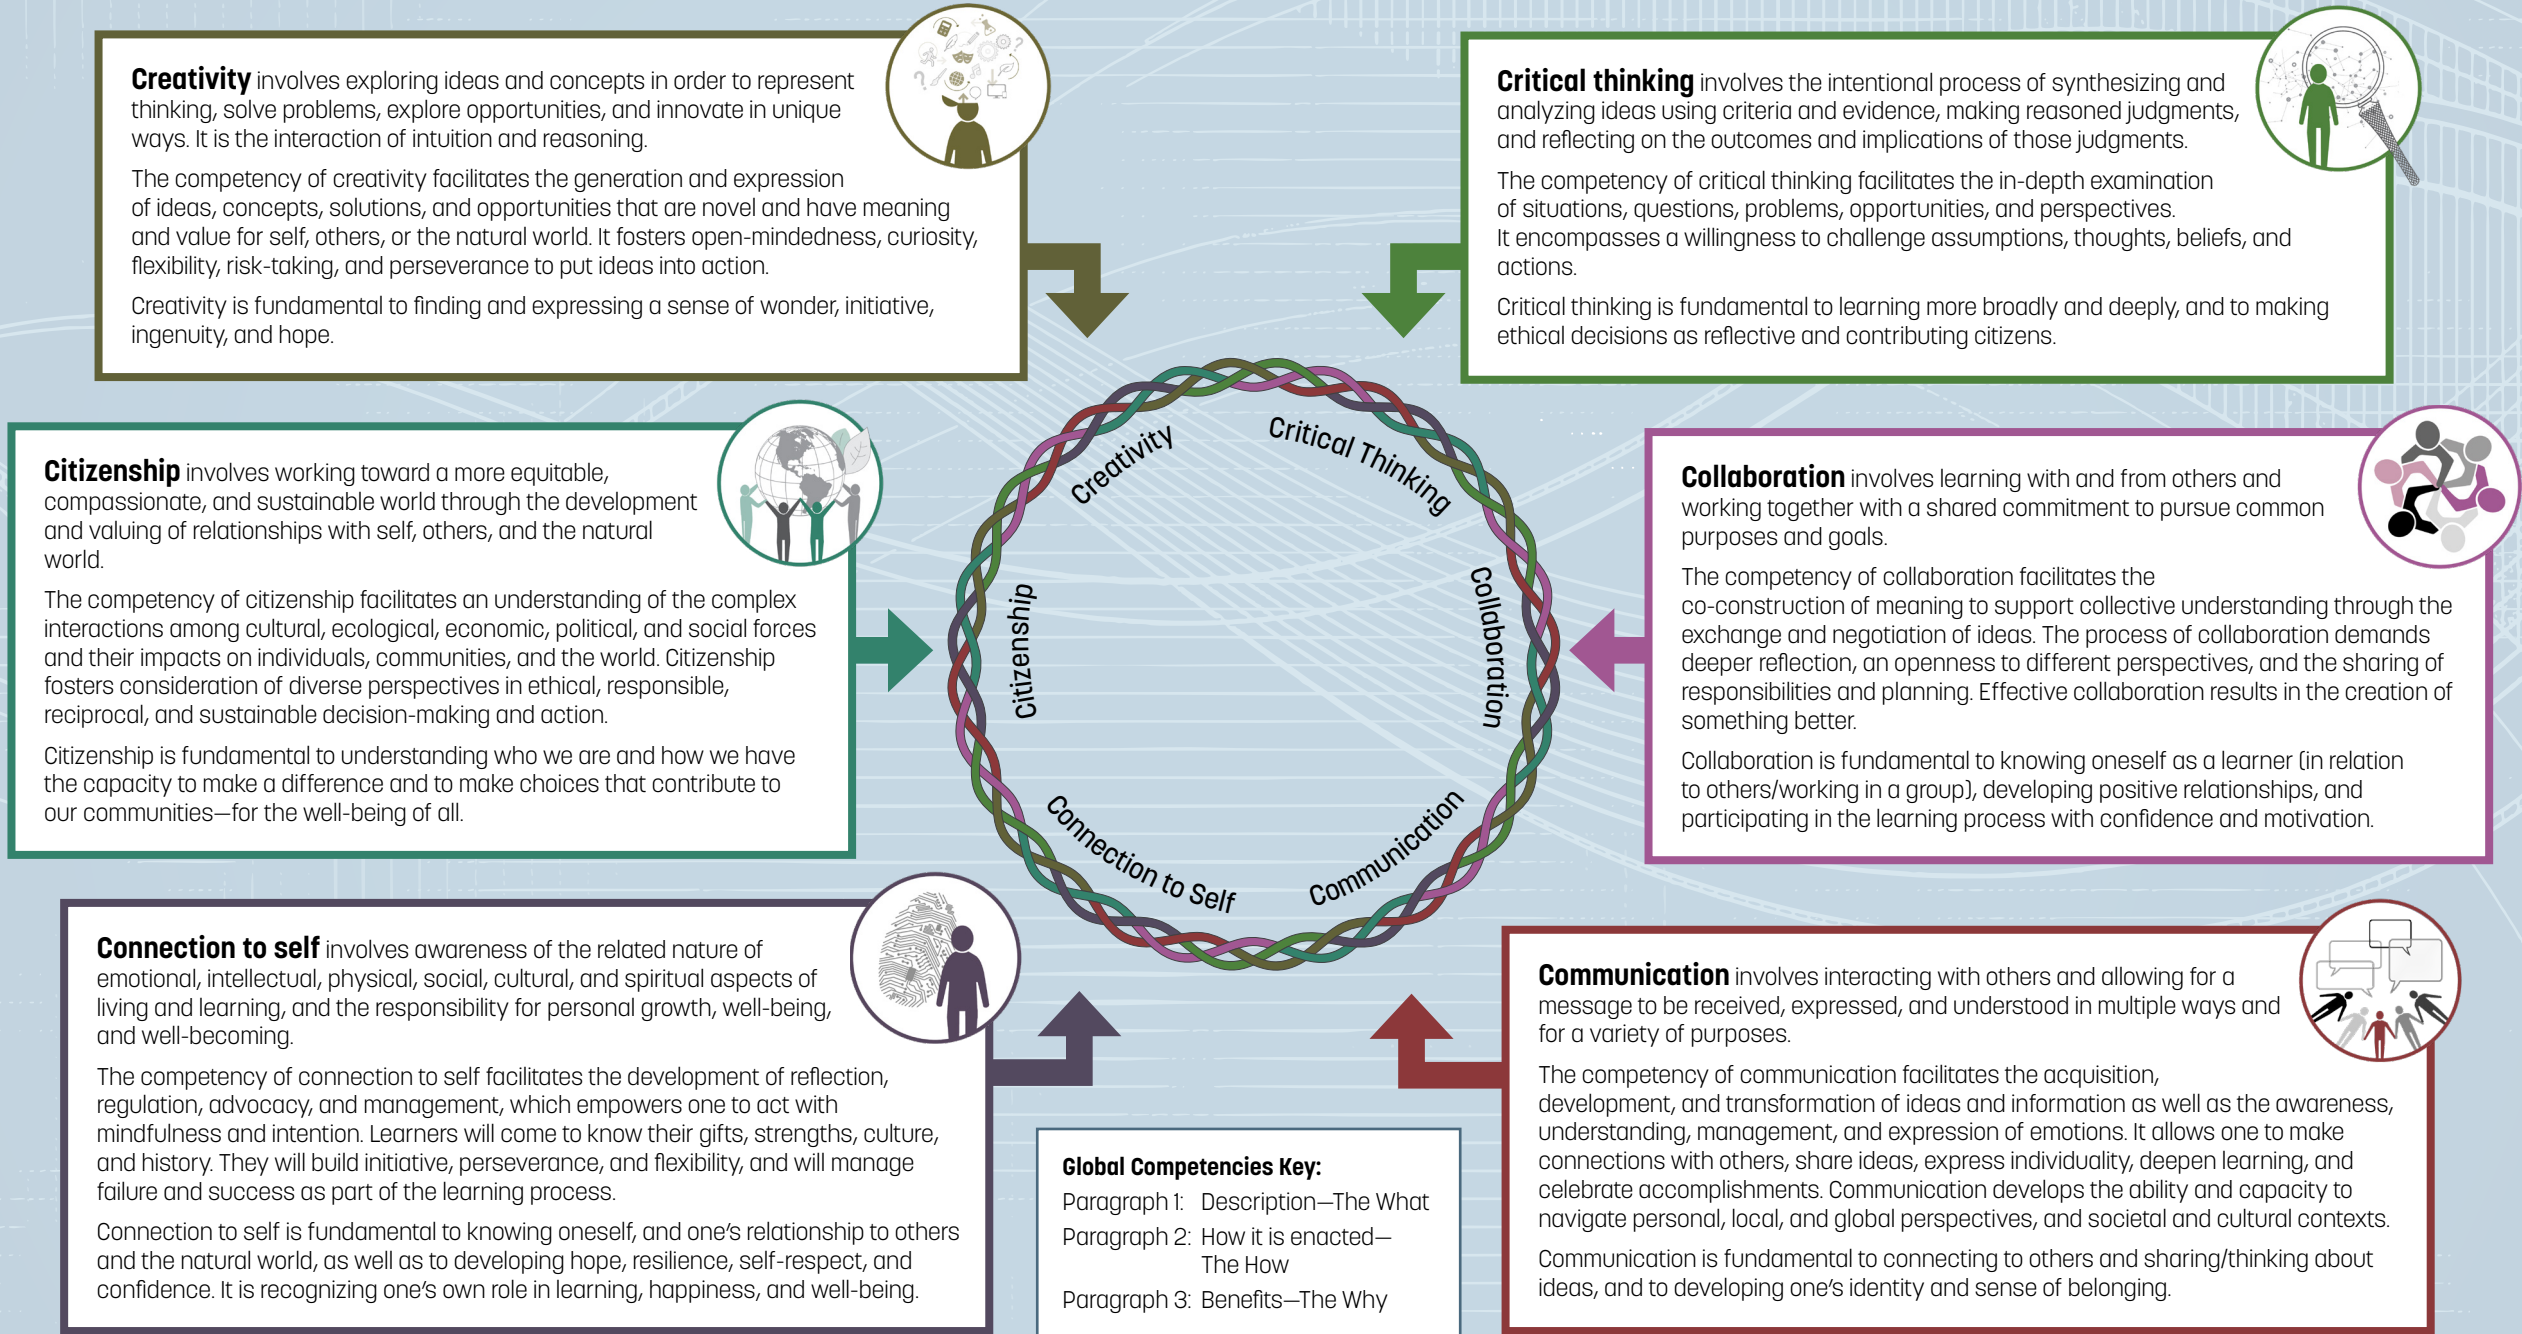 Creativity involves exploring ideas and concepts in order to represent
thinking, solve problems, explore opportunities, and innovate in unique
ways. It is the interaction of intuition and reasoning.
The competency of creativity facilitates the generation and expression
of ideas, concepts, solutions, and opportunities that are novel and have meaning
and value for self, others, or the natural world. It fosters open-mindedness, curiosity,
flexibility, risk-taking, and perseverance to put ideas into action.
Creativity is fundamental to finding and expressing a sense of wonder, initiative,
ingenuity, and hope.
Critical thinking involves the intentional process of synthesizing and
analyzing ideas using criteria and evidence, making reasoned judgments,
and reflecting on the outcomes and implications of those judgments.
The competency of critical thinking facilitates the in-depth examination
of situations, questions, problems, opportunities, and perspectives.
It encompasses a willingness to challenge assumptions, thoughts, beliefs, and
actions.
Critical thinking is fundamental to learning more broadly and deeply, and to making
ethical decisions as reflective and contributing citizens.
Citizenship involves working toward a more equitable,
compassionate, and sustainable world through the development
and valuing of relationships with self, others, and the natural
world.
The competency of citizenship facilitates an understanding of the complex
interactions among cultural, ecological, economic, political, and social forces
and their impacts on individuals, communities, and the world. Citizenship
fosters consideration of diverse perspectives in ethical, responsible,
reciprocal, and sustainable decision-making and action.
Citizenship is fundamental to understanding who we are and how we have
the capacity to make a difference and to make choices that contribute to
our communities—for the well-being of all.
Creativity
Critical Thinking
Citizenship
Collaboration
Connection to Self
Communication
Collaboration involves learning with and from others and
working together with a shared commitment to pursue common
purposes and goals.
The competency of collaboration facilitates the
co-construction of meaning to support collective understanding through the
exchange and negotiation of ideas. The process of collaboration demands
deeper reflection, an openness to different perspectives, and the sharing of
responsibilities and planning. Effective collaboration results in the creation of
something better.
Collaboration is fundamental to knowing oneself as a learner (in relation
to others/working in a group), developing positive relationships, and
participating in the learning process with confidence and motivation.
Connection to self involves awareness of the related nature of
emotional, intellectual, physical, social, cultural, and spiritual aspects of
living and learning, and the responsibility for personal growth, well-being,
and well-becoming.
The competency of connection to self facilitates the development of reflection,
regulation, advocacy, and management, which empowers one to act with
mindfulness and intention. Learners will come to know their gifts, strengths, culture,
and history. They will build initiative, perseverance, and flexibility, and will manage
failure and success as part of the learning process.
Connection to self is fundamental to knowing oneself, and one's relationship to others
and the natural world, as well as to developing hope, resilience, self-respect, and
confidence. It is recognizing one's own role in learning, happiness, and well-being.
Global Competencies Key:
Paragraph 1: Description—The What
Paragraph 2: How it is enacted—
The How
Paragraph 3: Benefits—The Why
Communication involves interacting with others and allowing for a
message to be received, expressed, and understood in multiple ways and
for a variety of purposes.
The competency of communication facilitates the acquisition,
development, and transformation of ideas and information as well as the awareness,
understanding, management, and expression of emotions. It allows one to make
connections with others, share ideas, express individuality, deepen learning, and
celebrate accomplishments. Communication develops the ability and capacity to
navigate personal, local, and global perspectives, and societal and cultural contexts.
Communication is fundamental to connecting to others and sharing/thinking about
ideas, and to developing one's identity and sense of belonging.